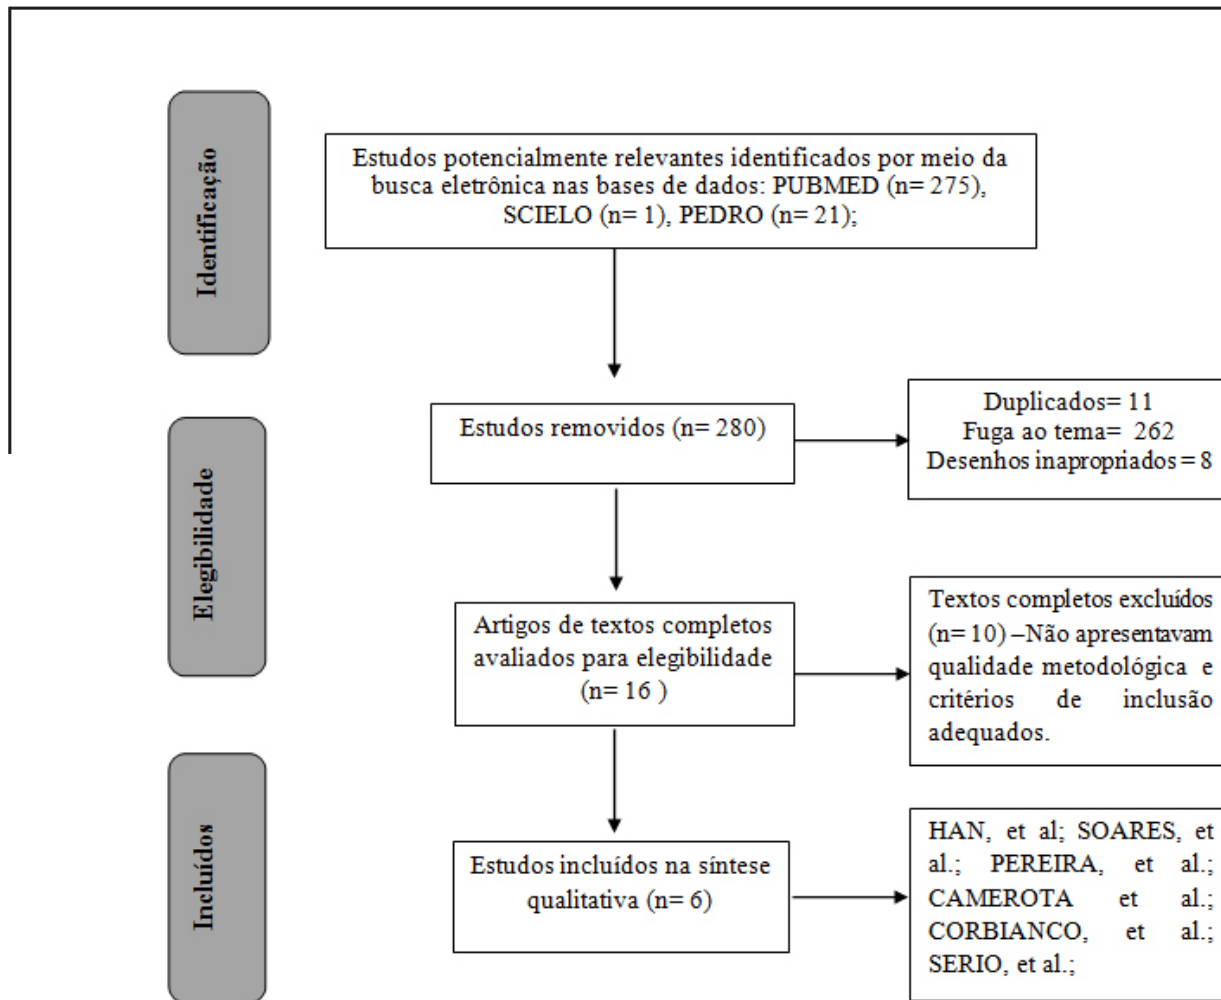 Identificação
Estudos potencialmente relevantes identificados por meio da
busca eletrônica nas bases de dados: PUBMED (n= 275),
SCIELO (n= 1), PEDRO (n= 21);
Elegibilidade
Estudos removidos (n= 280)
Duplicados= 11
Fuga ao tema= 262
Desenhos inapropriados = 8
Artigos de textos completos
avaliados para elegibilidade
(n= 16 )
Textos completos excluídos
(n= 10) –Não apresentavam
qualidade metodológica e
critérios de inclusão
adequados.
Incluídos
Estudos incluídos na síntese
qualitativa (n= 6)
HAN, et al; SOARES, et
al.; PEREIRA, et al.;
CAMEROTA et al.;
CORBIANCO, et al.;
SERIO, et al.;